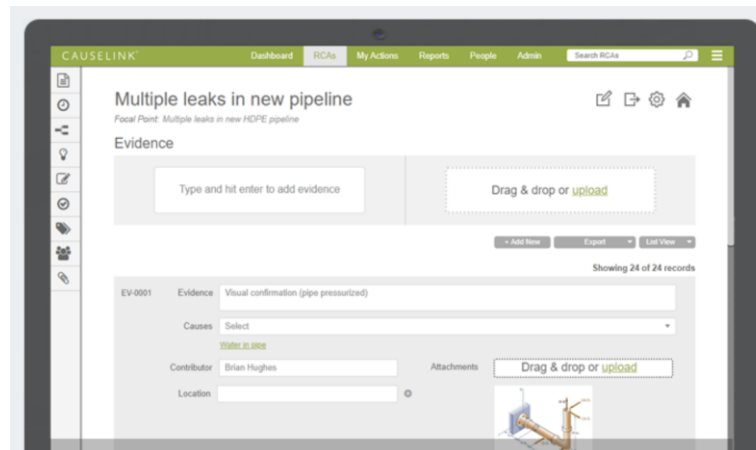 CAUSELINK
Dashboard RCAs My Actions Reports People Admin Search RCAs
Multiple leaks in new pipeline
Focal Point: Multiple leaks in new HDPE pipeline
Evidence
Type and hit enter to add evidence
Drag & drop or upload
+ Add New Export List View
Showing 24 of 24 records
EV-0001 Evidence Visual confirmation (pipe pressurized)
Causes Select
Water in pipe
Contributor Brian Hughes Attachments Drag & drop or upload
Location